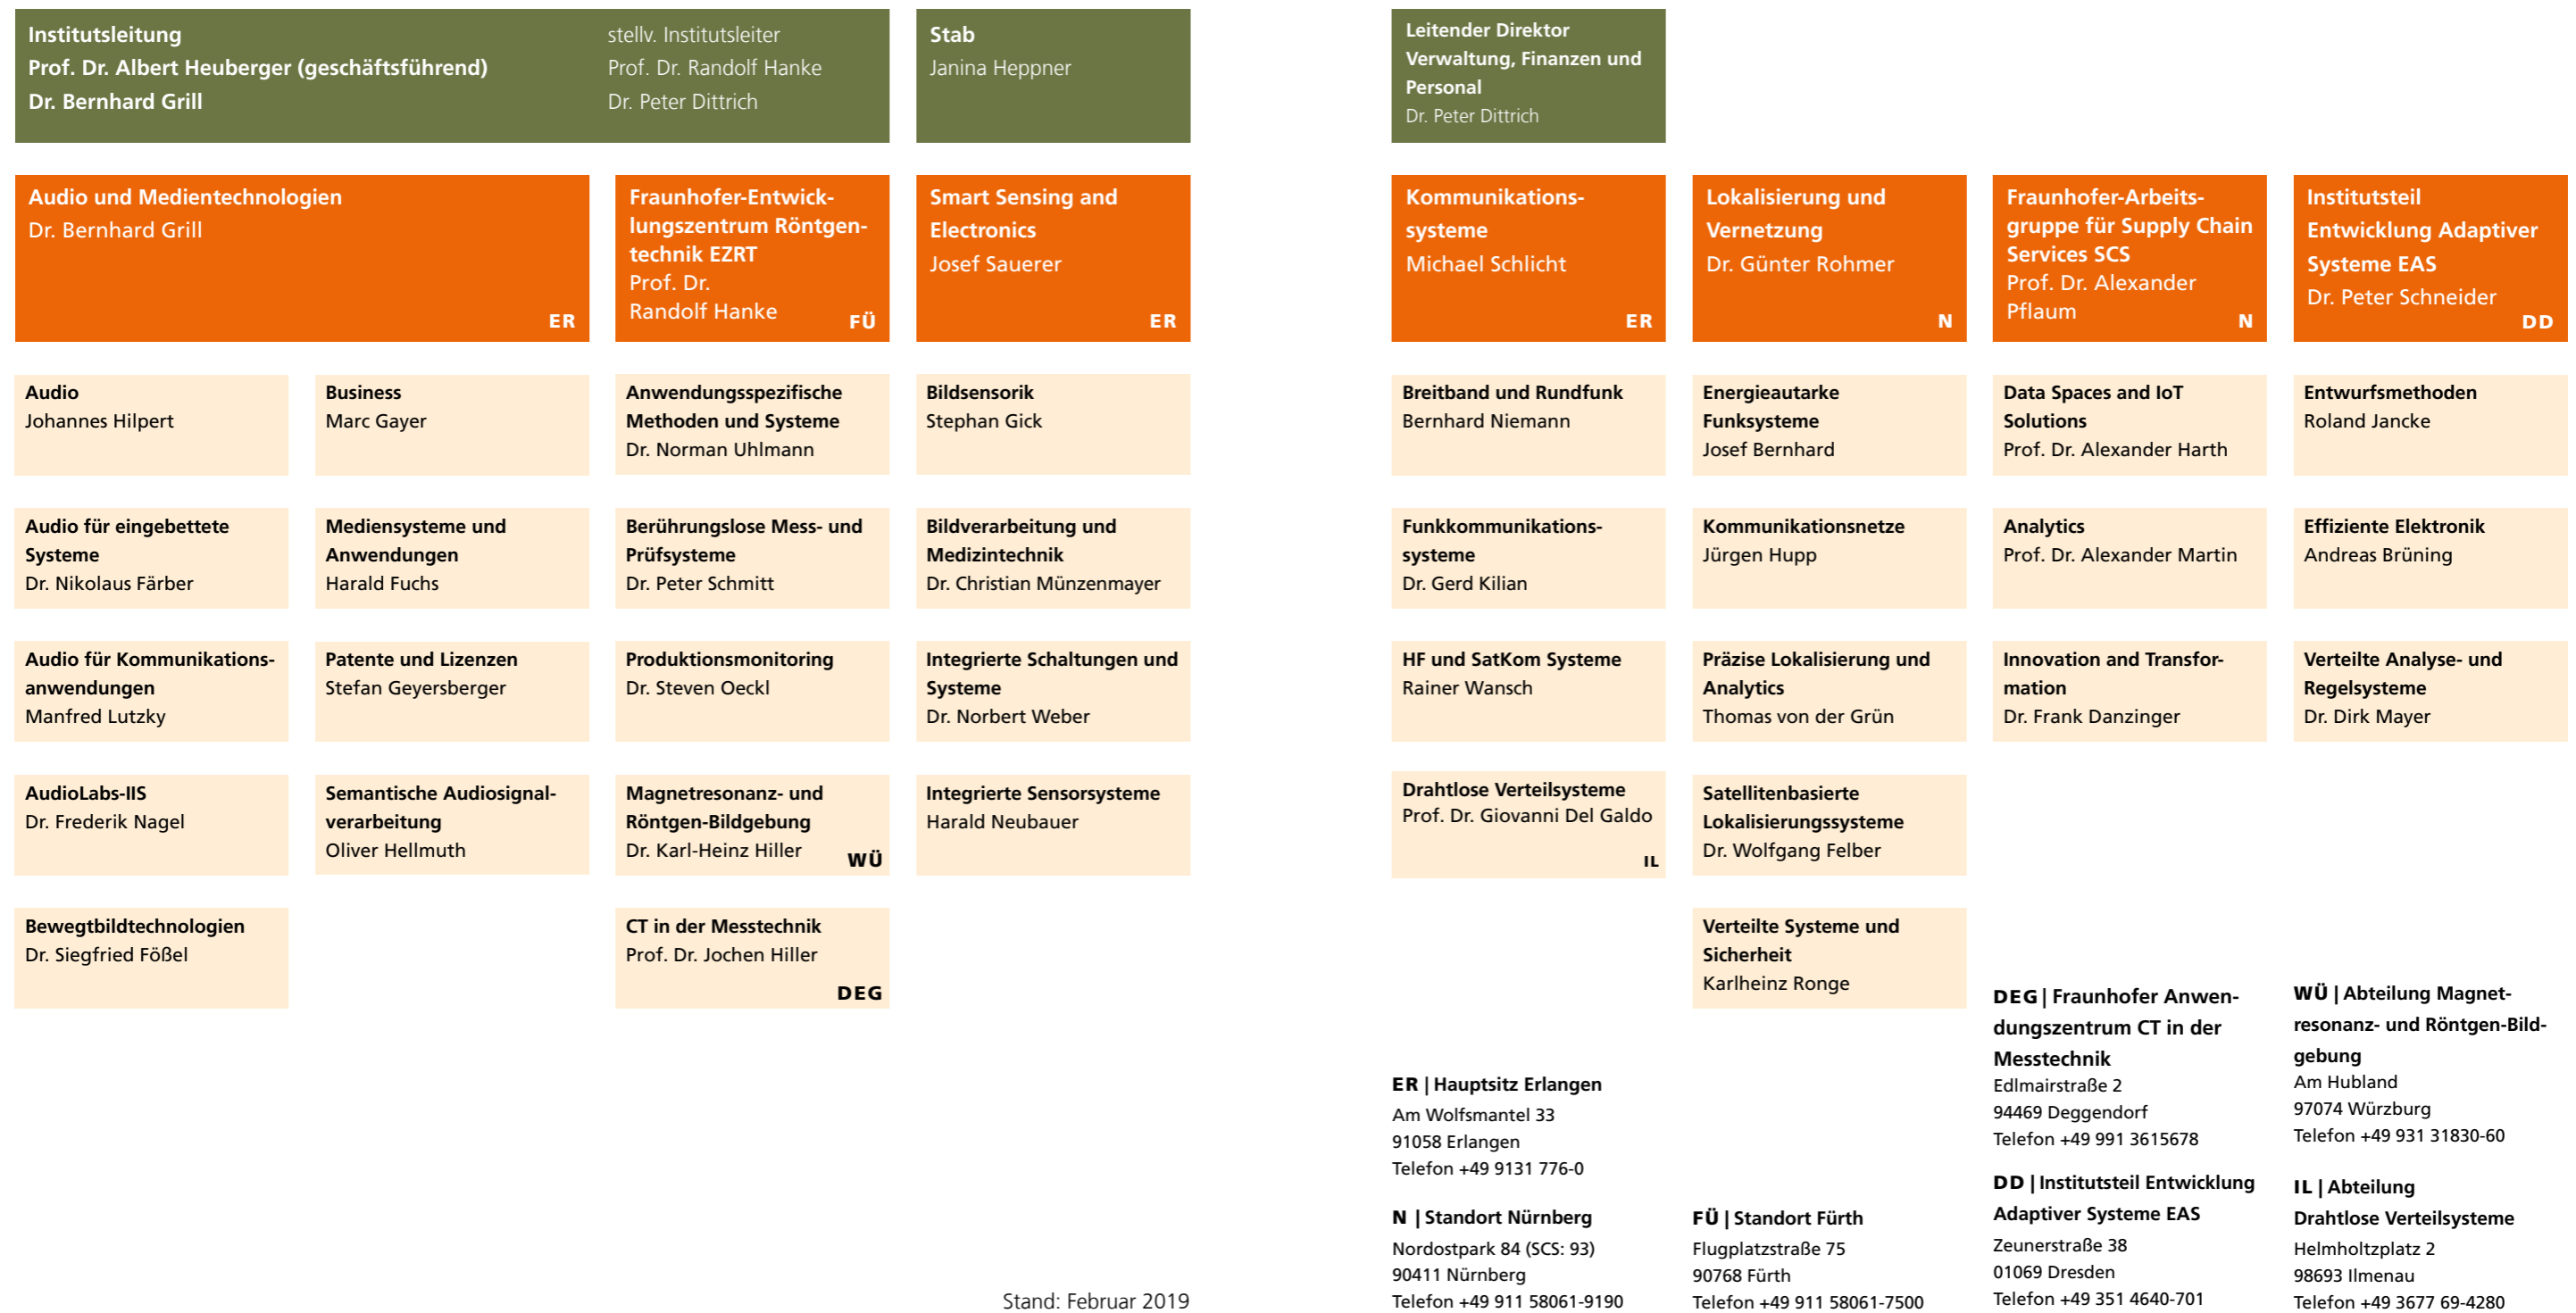 Institutsleitung
Prof. Dr. Albert Heuberger (geschäftsführend)
Dr. Bernhard Grill
stellv. Institutsleiter
Prof. Dr. Randolf Hanke
Dr. Peter Dittrich
Stab
Janina Heppner
Leitender Direktor
Verwaltung, Finanzen und
Personal
Dr. Peter Dittrich
Audio und Medientechnologien
Dr. Bernhard Grill
ER
Fraunhofer-Entwick-
lungszentrum Röntgen-
technik EZRT
Prof. Dr.
Randolf Hanke
FÜ
Smart Sensing and
Electronics
Josef Sauerer
ER
Kommunikations-
systeme
Michael Schlicht
ER
Lokalisierung und
Vernetzung
Dr. Günter Rohmer
N
Fraunhofer-Arbeits-
gruppe für Supply Chain
Services SCS
Prof. Dr. Alexander
Pflaum
N
Institutsteil
Entwicklung Adaptiver
Systeme EAS
Dr. Peter Schneider
DD
Audio
Johannes Hilpert
Business
Marc Gayer
Anwendungsspezifische
Methoden und Systeme
Dr. Norman Uhlmann
Bildsensorik
Stephan Gick
Breitband und Rundfunk
Bernhard Niemann
Energieautarke
Funksysteme
Josef Bernhard
Data Spaces and IoT
Solutions
Prof. Dr. Alexander Harth
Entwurfsmethoden
Roland Jancke
Audio für eingebettete
Systeme
Dr. Nikolaus Färber
Mediensysteme und
Anwendungen
Harald Fuchs
Berührungslose Mess- und
Prüfsysteme
Dr. Peter Schmitt
Bildverarbeitung und
Medizintechnik
Dr. Christian Münzenmayer
Funkkommunikations-
systeme
Dr. Gerd Kilian
Kommunikationsnetze
Jürgen Hupp
Analytics
Prof. Dr. Alexander Martin
Effiziente Elektronik
Andreas Brüning
Audio für Kommunikations-
anwendungen
Manfred Lutzky
Patente und Lizenzen
Stefan Geyersberger
Produktionsmonitoring
Dr. Steven Oeckl
Integrierte Schaltungen und
Systeme
Dr. Norbert Weber
HF und SatKom Systeme
Rainer Wansch
Präzise Lokalisierung und
Analytics
Thomas von der Grün
Innovation and Transfor-
mation
Dr. Frank Danzinger
Verteilte Analyse- und
Regelsysteme
Dr. Dirk Mayer
AudioLabs-IIS
Dr. Frederik Nagel
Semantische Audiosignal-
verarbeitung
Oliver Hellmuth
Magnetresonanz- und
Röntgen-Bildgebung
Dr. Karl-Heinz Hiller
WÜ
Integrierte Sensorsysteme
Harald Neubauer
Drahtlose Verteilsysteme
Prof. Dr. Giovanni Del Galdo
IL
Satellitenbasierte
Lokalisierungssysteme
Dr. Wolfgang Felber
Bewegtbildtechnologien
Dr. Siegfried Fößel
CT in der Messtechnik
Prof. Dr. Jochen Hiller
DEG
Verteilte Systeme und
Sicherheit
Karlheinz Ronge
ER | Hauptsitz Erlangen
Am Wolfsmantel 33
91058 Erlangen
Telefon +49 9131 776-0
N | Standort Nürnberg
Nordostpark 84 (SCS: 93)
90411 Nürnberg
Telefon +49 911 58061-9190
FÜ | Standort Fürth
Flugplatzstraße 75
90768 Fürth
Telefon +49 911 58061-7500
DEG | Fraunhofer Anwen-
dungszentrum CT in der
Messtechnik
Edlmairstraße 2
94469 Deggendorf
Telefon +49 991 3615678
DD | Institutsteil Entwicklung
Adaptiver Systeme EAS
Zeunerstraße 38
01069 Dresden
Telefon +49 351 4640-701
WÜ | Abteilung Magnet-
resonanz- und Röntgen-Bild-
gebung
Am Hubland
97074 Würzburg
Telefon +49 931 31830-60
IL | Abteilung
Drahtlose Verteilsysteme
Helmholtzplatz 2
98693 Ilmenau
Telefon +49 3677 69-4280
Stand: Februar 2019